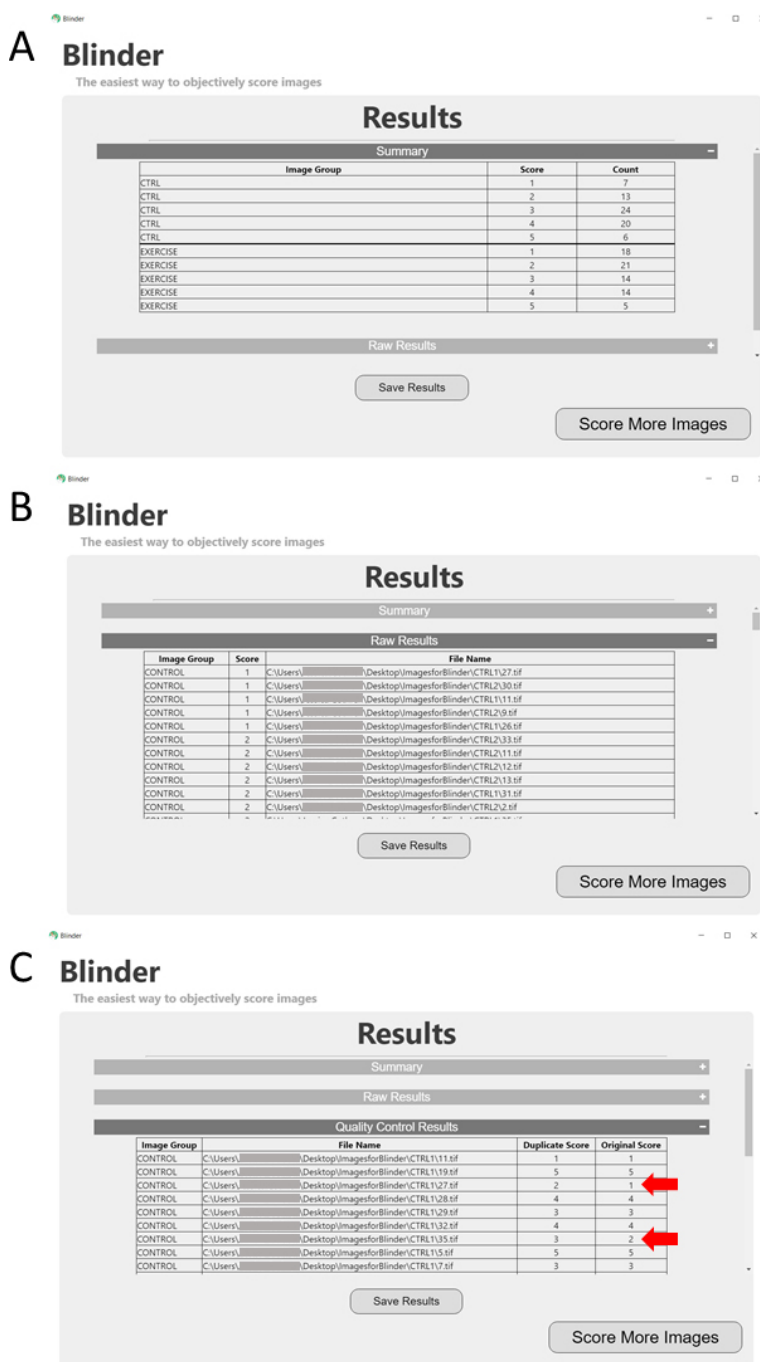 A
Blinder
Blinder
The easiest way to objectively score images
Results
Summary
Image Group Score Count
CTRL 1 7
CTRL 2 13
CTRL 3 24
CTRL 4 20
CTRL 5 6
EXERCISE 1 18
EXERCISE 2 21
EXERCISE 3 14
EXERCISE 4 14
EXERCISE 5 5
Raw Results
Save Results
Score More Images
B
Blinder
Blinder
The easiest way to objectively score images
Results
Summary
Raw Results
Image Group Score File Name
CONTROL 1 C:\Users\ \Desktop\ImagesforBlinder\CTRL1\27.tif
CONTROL 1 C:\Users\ \Desktop\ImagesforBlinder\CTRL2\30.tif
CONTROL 1 C:\Users\ \Desktop\ImagesforBlinder\CTRL1\11.tif
CONTROL 1 C:\Users\ \Desktop\ImagesforBlinder\CTRL2\9.tif
CONTROL 1 C:\Users\ \Desktop\ImagesforBlinder\CTRL1\26.tif
CONTROL 2 C:\Users\ \Desktop\ImagesforBlinder\CTRL2\33.tif
CONTROL 2 C:\Users\ \Desktop\ImagesforBlinder\CTRL2\11.tif
CONTROL 2 C:\Users\ \Desktop\ImagesforBlinder\CTRL2\12.tif
CONTROL 2 C:\Users\ \Desktop\ImagesforBlinder\CTRL2\13.tif
CONTROL 2 C:\Users\ \Desktop\ImagesforBlinder\CTRL1\31.tif
CONTROL 2 C:\Users\ \Desktop\ImagesforBlinder\CTRL2\2.tif
Save Results
Score More Images
C
Blinder
Blinder
The easiest way to objectively score images
Results
Summary
Raw Results
Quality Control Results
Image Group File Name Duplicate Score Original Score
CONTROL C:\Users\ \Desktop\ImagesforBlinder\CTRL1\11.tif 1 1
CONTROL C:\Users\ \Desktop\ImagesforBlinder\CTRL1\19.tif 5 5
CONTROL C:\Users\ \Desktop\ImagesforBlinder\CTRL1\27.tif 2 1
CONTROL C:\Users\ \Desktop\ImagesforBlinder\CTRL1\28.tif 4 4
CONTROL C:\Users\ \Desktop\ImagesforBlinder\CTRL1\29.tif 3 3
CONTROL C:\Users\ \Desktop\ImagesforBlinder\CTRL1\32.tif 4 4
CONTROL C:\Users\ \Desktop\ImagesforBlinder\CTRL1\35.tif 3 2
CONTROL C:\Users\ \Desktop\ImagesforBlinder\CTRL1\5.tif 5 5
CONTROL C:\Users\ \Desktop\ImagesforBlinder\CTRL1\7.tif 3 3
Save Results
Score More Images